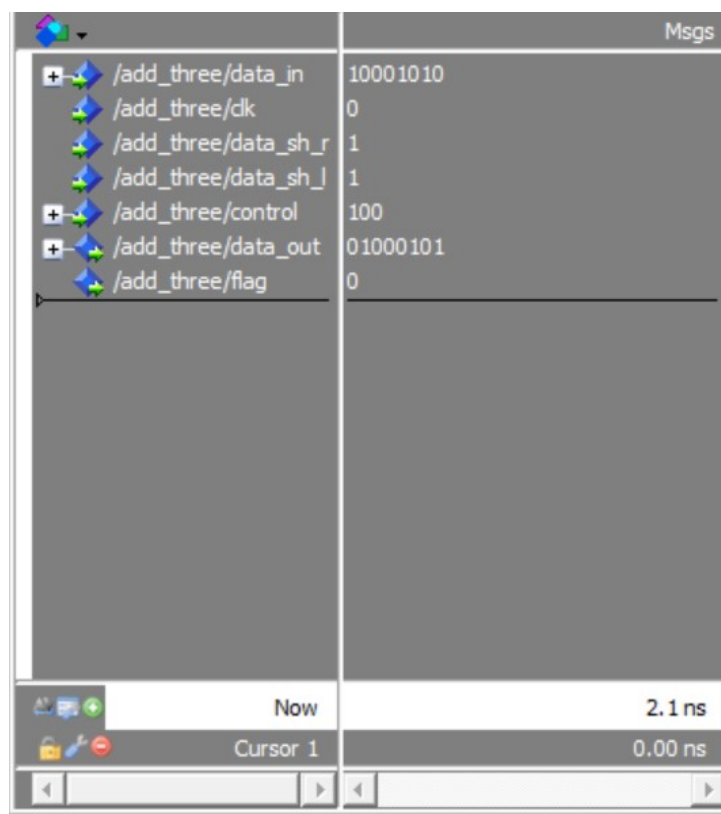 Msgs
/add_three/data_in 10001010
/add_three/clk 0
/add_three/data_sh_r 1
/add_three/data_sh_l 1
/add_three/control 100
/add_three/data_out 01000101
/add_three/flag 0
Now 2.1 ns
Cursor 1 0.00 ns